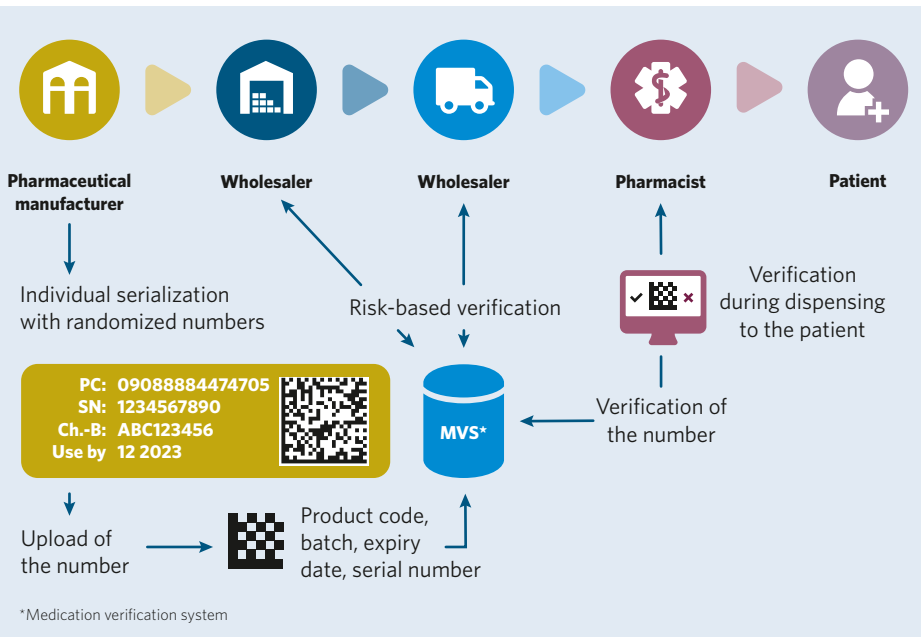 Pharmaceutical
manufacturer
Wholesaler
Wholesaler
Pharmacist
Patient
Individual serialization
with randomized numbers
Risk-based verification
Verification
during dispensing
to the patient
PC: 09088884474705
SN: 1234567890
Ch.-B: ABC123456
Use by 12 2023
MVS*
Verification of
the number
Upload of
the number
Product code,
batch, expiry
date, serial number
*Medication verification system